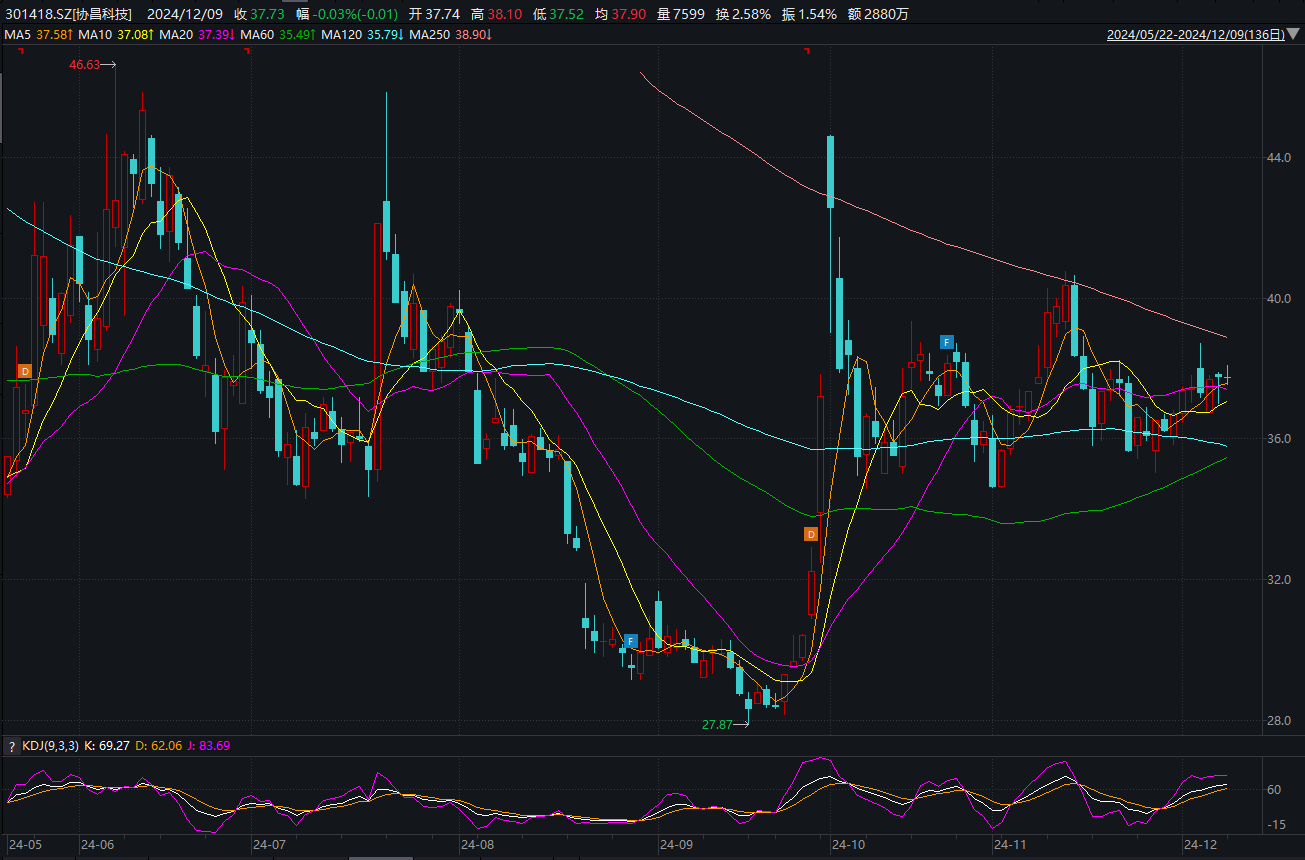 301418.SZ[协昌科技] 2024/12/09 收 37.73 幅 -0.03%(-0.01) 开 37.74 高 38.10 低 37.52 均 37.90 量 7599 换 2.58% 振 1.54% 额 2880万
MA5 37.58↑ MA10 37.08↑ MA20 37.39↓ MA60 35.49↑ MA120 35.79↓ MA250 38.90↓ 2024/05/22-2024/12/09(136日)▼
46.63
44.0
40.0
D
F
36.0
D
32.0
F
27.87
28.0
? KDJ(9,3,3) K: 69.27 D: 62.06 J: 83.69
60
-15
24-05 24-06 24-07 24-08 24-09 24-10 24-11 24-12